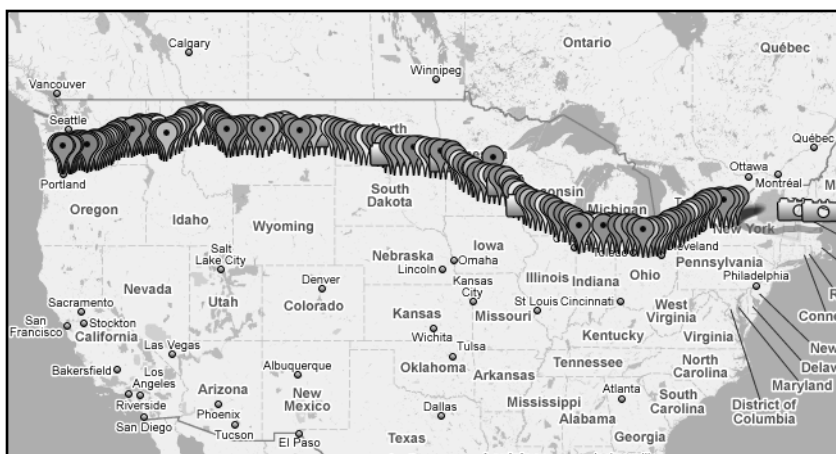 Calgary
Ontario
Québec
Vancouver
Winnipeg
Seattle
North
Québec
Ottawa
Montréal
Portland
Oregon
Idaho
South
Dakota
Michigan
New York
Wyoming
Cleveland
Salt
Lake City
Nebraska
Lincoln
Omaha
Iowa
Illinois
Indiana
Ohio
Pennsylvania
Philadelphia
Nevada
Utah
Denver
Colorado
Kansas
City
Missouri
St Louis
Cincinnati
West
Virginia
Virginia
Sacramento
San
Francisco
Stockton
California
Kansas
Wichita
Kentucky
Las Vegas
Bakersfield
Los
Angeles
Riverside
San Diego
Arizona
Phoenix
Tucson
Albuquerque
New
Mexico
El Paso
Tulsa
Oklahoma
Arkansas
Tennessee
North
Carolina
South
Carolina
Dallas
Texas
Mississippi
Alabama
Atlanta
Georgia
District of
Columbia
Maryland
Delaw
New
Conne